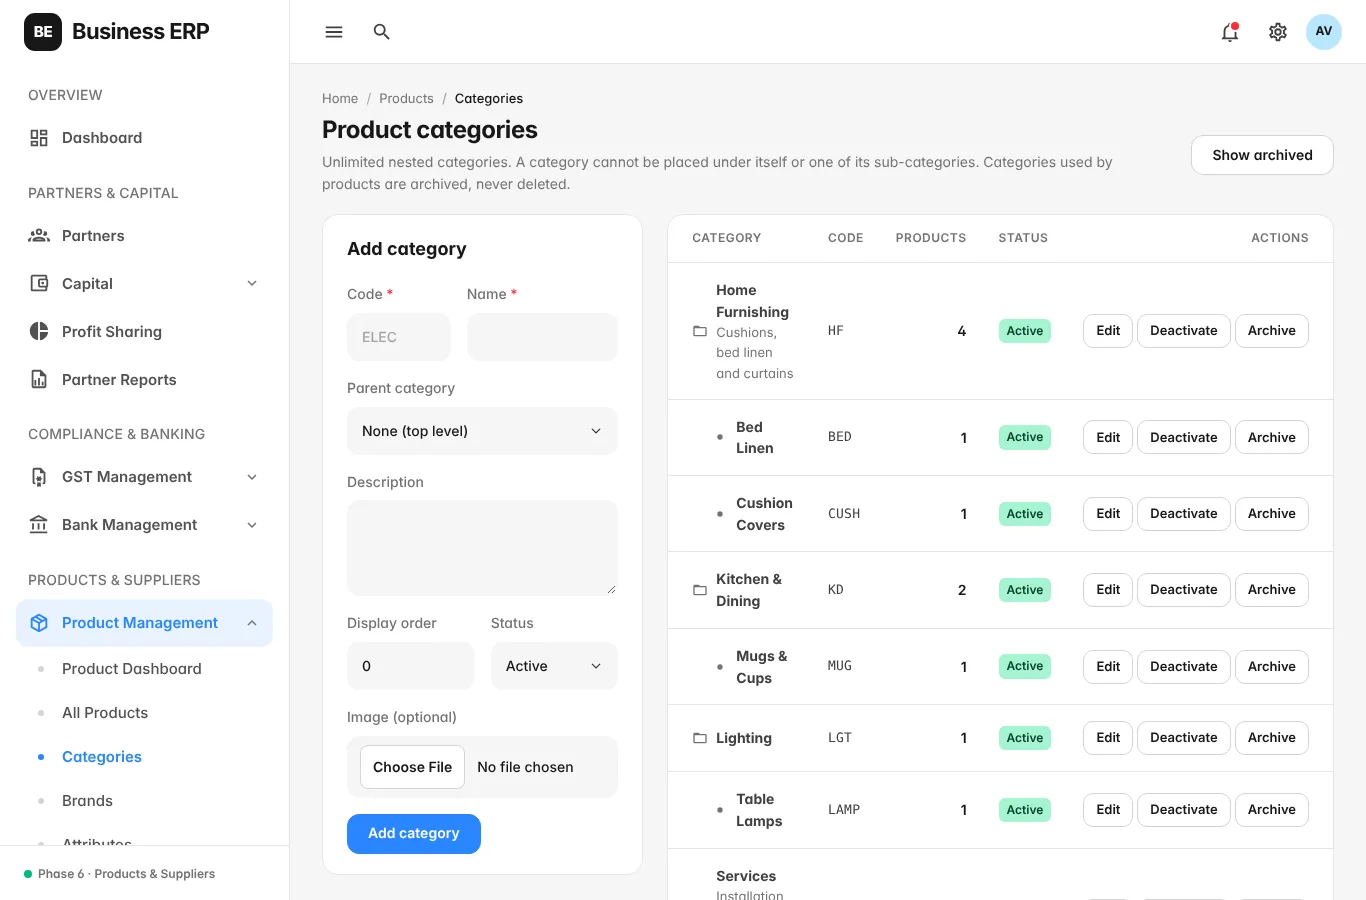 BE Business ERP
OVERVIEW
Dashboard
PARTNERS & CAPITAL
Partners
Capital
Profit Sharing
Partner Reports
COMPLIANCE & BANKING
GST Management
Bank Management
PRODUCTS & SUPPLIERS
Product Management
Product Dashboard
All Products
Categories
Brands
Attributes
Phase 6 · Products & Suppliers
AV
Home / Products / Categories
Product categories
Unlimited nested categories. A category cannot be placed under itself or one of its sub-categories. Categories used by
products are archived, never deleted.
Show archived
Add category
Code * Name *
ELEC
Parent category
None (top level)
Description
Display order Status
0 Active
Image (optional)
Choose File No file chosen
Add category
CATEGORY CODE PRODUCTS STATUS ACTIONS
Home
Furnishing
Cushions,
bed linen
and curtains
HF 4 Active Edit Deactivate Archive
Bed
Linen
BED 1 Active Edit Deactivate Archive
Cushion
Covers
CUSH 1 Active Edit Deactivate Archive
Kitchen &
Dining
KD 2 Active Edit Deactivate Archive
Mugs &
Cups
MUG 1 Active Edit Deactivate Archive
Lighting LGT 1 Active Edit Deactivate Archive
Table
Lamps
LAMP 1 Active Edit Deactivate Archive
Services
Installation